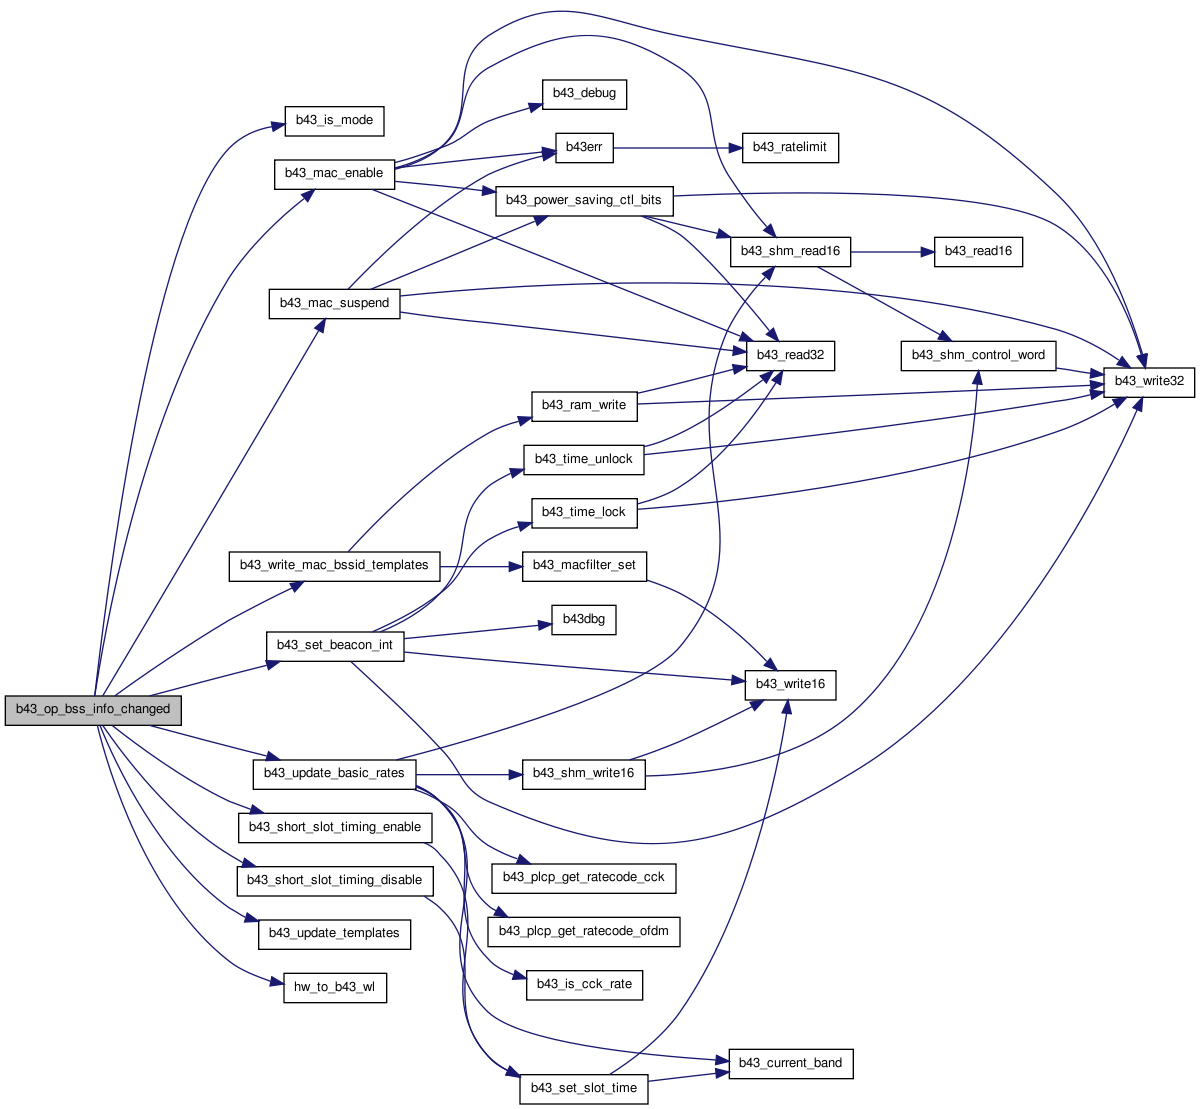 b43_debug
b43_is_mode
b43err
b43_ratelimit
b43_mac_enable
b43_power_saving_ctl_bits
b43_shm_read16
b43_read16
b43_mac_suspend
b43_read32
b43_shm_control_word
b43_write32
b43_ram_write
b43_time_unlock
b43_time_lock
b43_write_mac_bssid_templates
b43_macfilter_set
b43dbg
b43_set_beacon_int
b43_write16
b43_op_bss_info_changed
b43_update_basic_rates
b43_shm_write16
b43_short_slot_timing_enable
b43_plcp_get_ratecode_cck
b43_short_slot_timing_disable
b43_plcp_get_ratecode_ofdm
b43_update_templates
b43_is_cck_rate
hw_to_b43_wl
b43_current_band
b43_set_slot_time